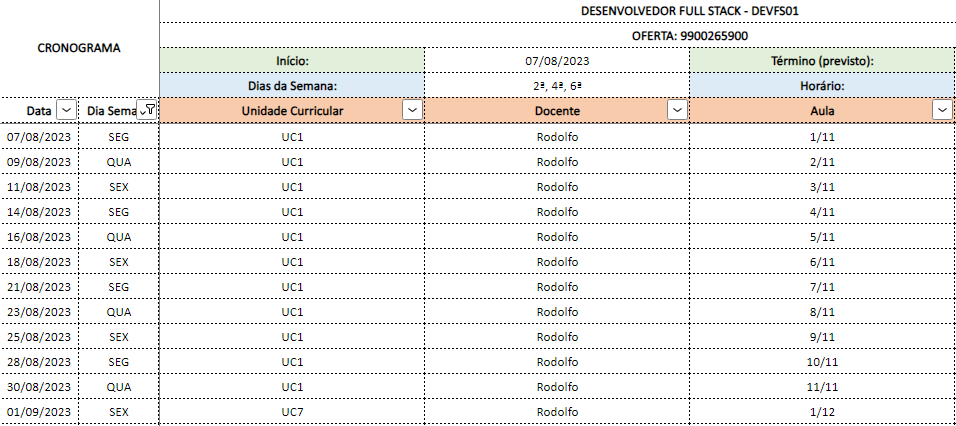 DESENVOLVEDOR FULL STACK - DEVFS01
OFERTA: 9900265900
CRONOGRAMA
Início: 07/08/2023 Término (previsto):
Dias da Semana: 2ª, 4ª, 6ª Horário:
Data Dia Sema Unidade Curricular Docente Aula
07/08/2023 SEG UC1 Rodolfo 1/11
09/08/2023 QUA UC1 Rodolfo 2/11
11/08/2023 SEX UC1 Rodolfo 3/11
14/08/2023 SEG UC1 Rodolfo 4/11
16/08/2023 QUA UC1 Rodolfo 5/11
18/08/2023 SEX UC1 Rodolfo 6/11
21/08/2023 SEG UC1 Rodolfo 7/11
23/08/2023 QUA UC1 Rodolfo 8/11
25/08/2023 SEX UC1 Rodolfo 9/11
28/08/2023 SEG UC1 Rodolfo 10/11
30/08/2023 QUA UC1 Rodolfo 11/11
01/09/2023 SEX UC7 Rodolfo 1/12